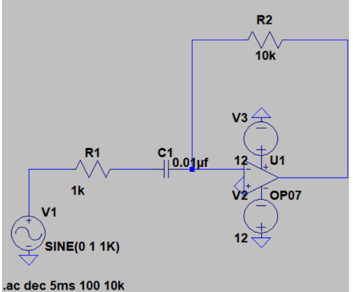 R2
10k
V3
R1
C1
0.01µf
12
U1
1k
V2
OP07
V1
SINE(0 1 1K)
12
.ac dec 5ms 100 10k